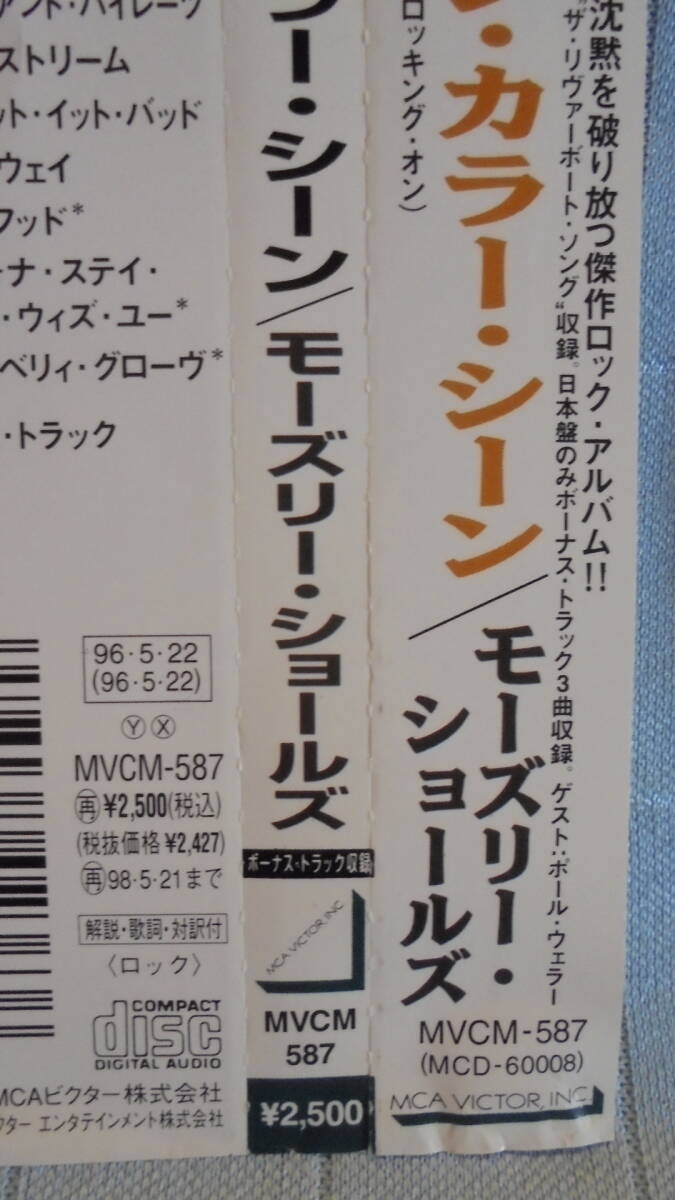 沈黙を破り放つ傑作ロック・アルバム!!
"ザ・リヴァーボート・ソング"収録。日本盤のみボーナス・トラック3曲収録。ゲスト:ポール・ウェラー
・カラー・シーン/モーズリー・
ショールズ
ロッキング・オン)
MVCM-587
(MCD-60008)
MCA VICTOR, INC.
ー・シーン/モーズリー・ショールズ
ボーナス・トラック収録
MCA VICTOR, INC.
MVCM
587
¥2,500
アンド・パイレーツ
ストリーム
ット・イット・バッド
ウェイ
フッド*
ーナ・ステイ・
・ウィズ・ユー*
ベリィ・グローヴ*
・トラック
96・5・22
(96・5・22)
Ⓨ Ⓧ
MVCM-587
再 ¥2,500(税込)
(税抜価格 ¥2,427)
再 98・5・21まで
解説・歌詞・対訳付
〈ロック〉
COMPACT
disc
DIGITAL AUDIO
MCAビクター株式会社
クター エンタテインメント株式会社